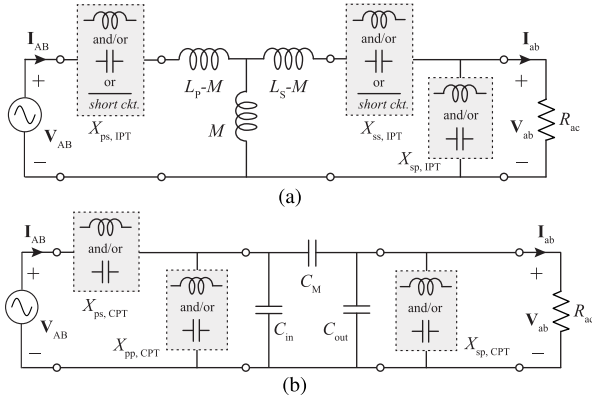 I_AB
+
V_AB
−
and/or
or
short ckt.
X_ps, IPT
L_P-M
L_S-M
M
and/or
or
short ckt.
X_ss, IPT
and/or
X_sp, IPT
I_ab
+
V_ab
−
R_ac
(a)
I_AB
+
V_AB
−
and/or
X_ps, CPT
and/or
X_pp, CPT
C_M
C_in
C_out
and/or
X_sp, CPT
I_ab
+
V_ab
−
R_ac
(b)